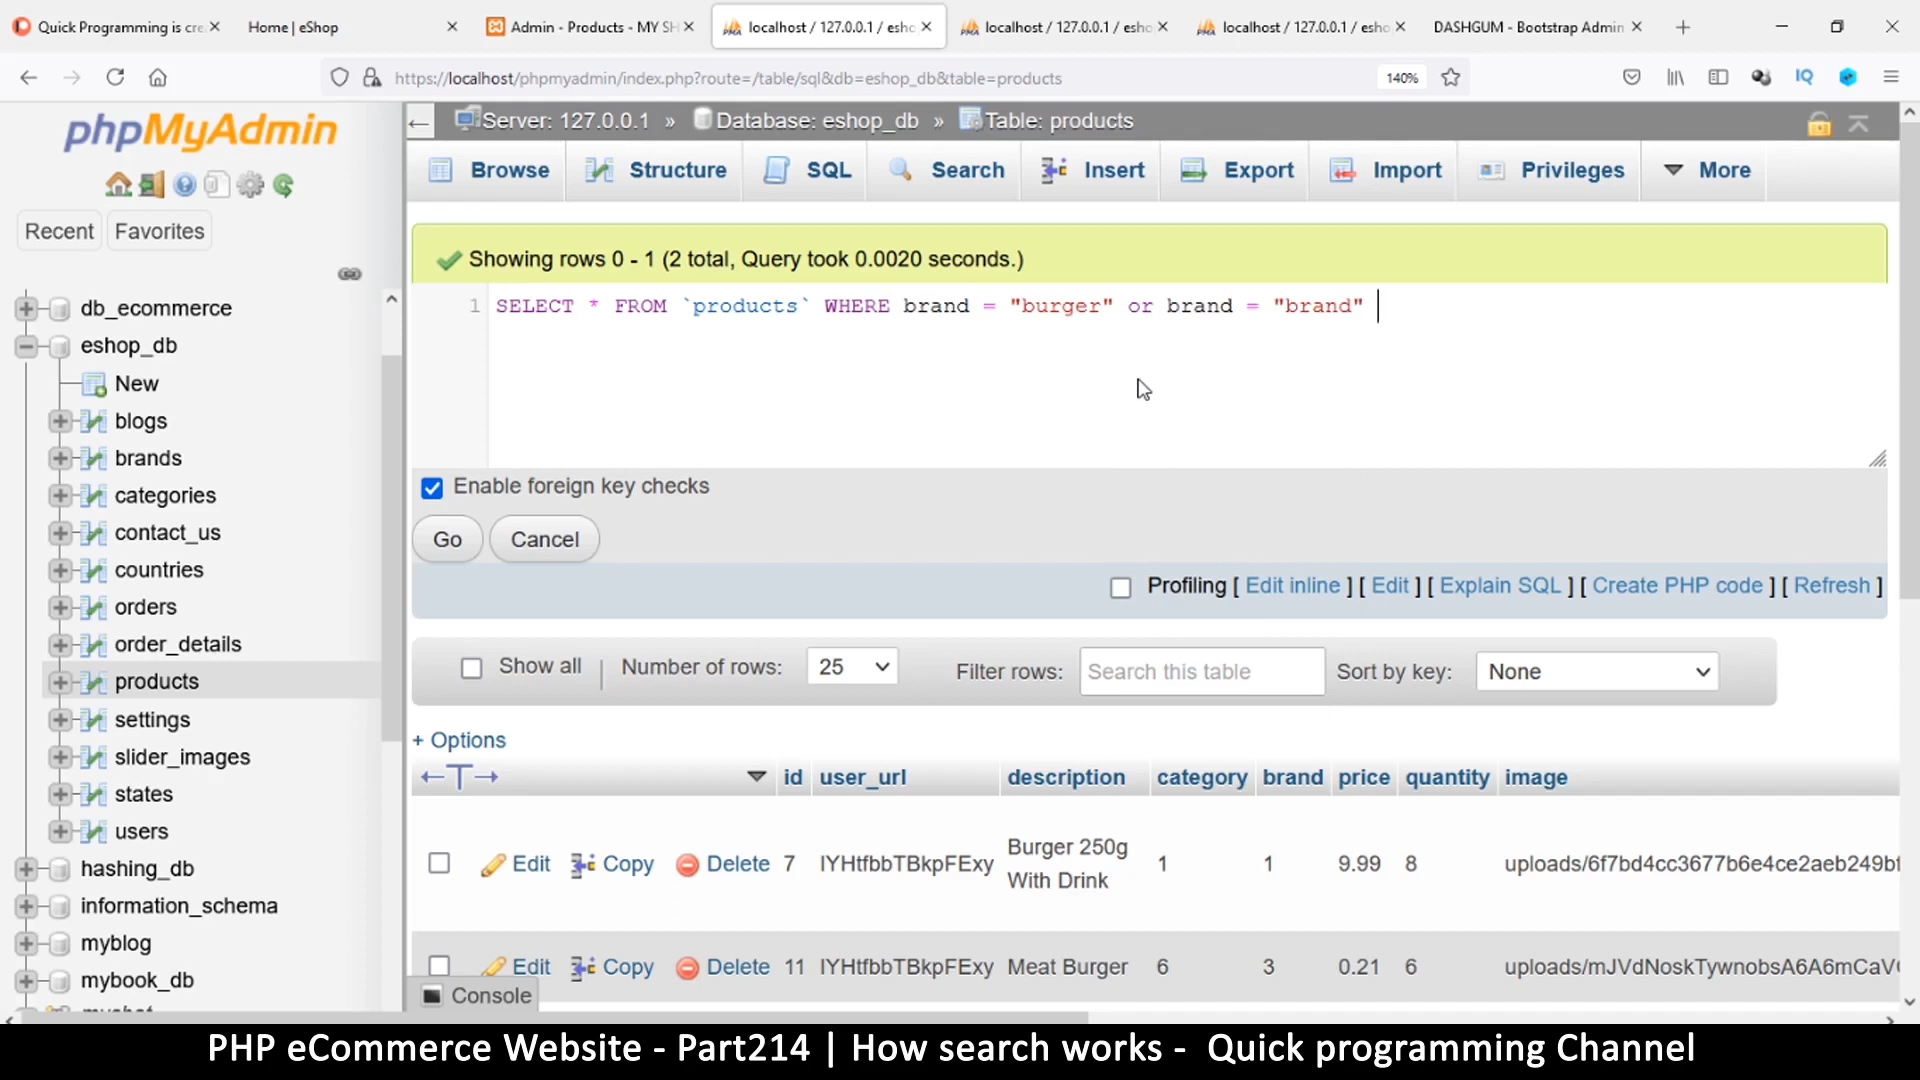 Quick Programming is cre
Home | eShop
Admin - Products - MY SH
localhost / 127.0.0.1 / esho
localhost / 127.0.0.1 / esho
localhost / 127.0.0.1 / esho
DASHGUM - Bootstrap Admin
https://localhost/phpmyadmin/index.php?route=/table/sql&db=eshop_db&table=products
140%
IQ
phpMyAdmin
Recent
Favorites
db_ecommerce
eshop_db
New
blogs
brands
categories
contact_us
countries
orders
order_details
products
settings
slider_images
states
users
hashing_db
information_schema
myblog
mybook_db
Server: 127.0.0.1 » Database: eshop_db » Table: products
Browse Structure SQL Search Insert Export Import Privileges More
Showing rows 0 - 1 (2 total, Query took 0.0020 seconds.)
1 SELECT * FROM `products` WHERE brand = "burger" or brand = "brand"
Enable foreign key checks
Go Cancel
Profiling [ Edit inline ] [ Edit ] [ Explain SQL ] [ Create PHP code ] [ Refresh ]
Show all | Number of rows: 25 Filter rows: Search this table Sort by key: None
+ Options
←T→ id user_url description category brand price quantity image
Edit Copy Delete 7 IYHtfbbTBkpFExy Burger 250g With Drink 1 1 9.99 8 uploads/6f7bd4cc3677b6e4ce2aeb249bf
Edit Copy Delete 11 IYHtfbbTBkpFExy Meat Burger 6 3 0.21 6 uploads/mJVdNoskTywnobsA6A6mCaV
Console
PHP eCommerce Website - Part214 | How search works - Quick programming Channel